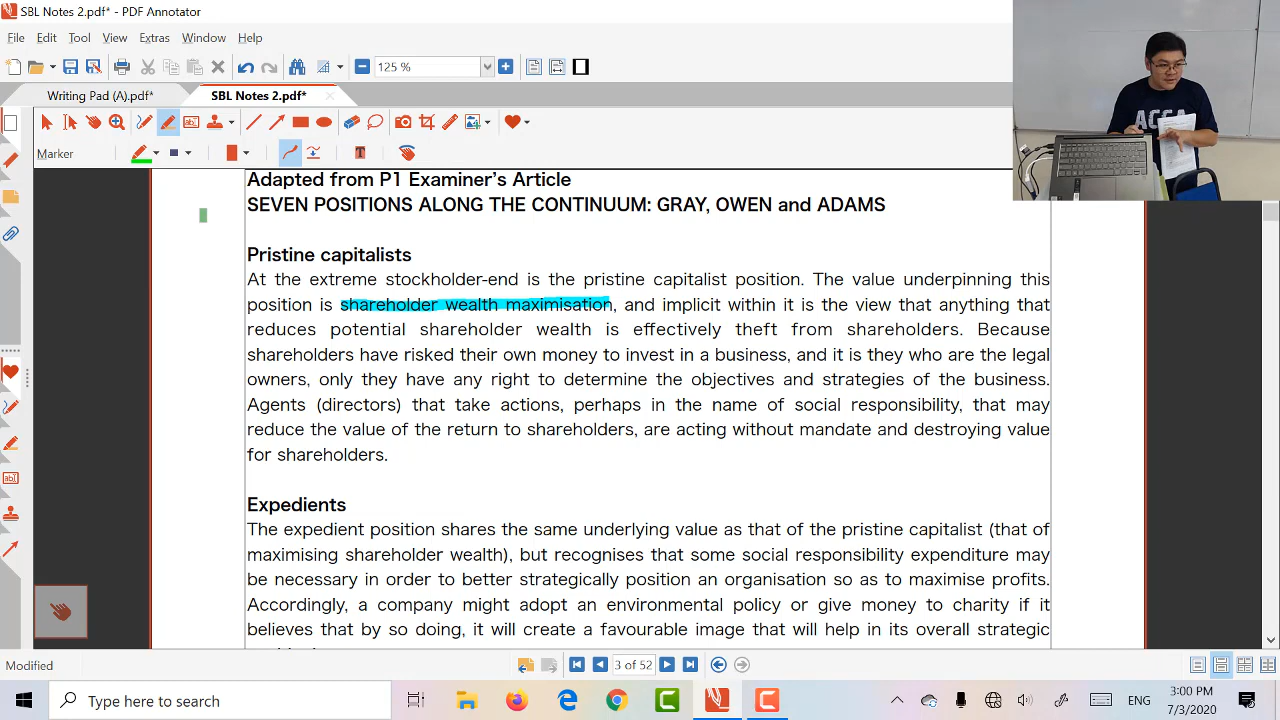 SBL Notes 2.pdf* - PDF Annotator
File Edit Tool View Extras Window Help
125 %
Writing Pad (A).pdf* SBL Notes 2.pdf*
Marker
ACCA
Adapted from P1 Examiner's Article
SEVEN POSITIONS ALONG THE CONTINUUM: GRAY, OWEN and ADAMS
Pristine capitalists
At the extreme stockholder-end is the pristine capitalist position. The value underpinning this
position is shareholder wealth maximisation, and implicit within it is the view that anything that
reduces potential shareholder wealth is effectively theft from shareholders. Because
shareholders have risked their own money to invest in a business, and it is they who are the legal
owners, only they have any right to determine the objectives and strategies of the business.
Agents (directors) that take actions, perhaps in the name of social responsibility, that may
reduce the value of the return to shareholders, are acting without mandate and destroying value
for shareholders.
Expedients
The expedient position shares the same underlying value as that of the pristine capitalist (that of
maximising shareholder wealth), but recognises that some social responsibility expenditure may
be necessary in order to better strategically position an organisation so as to maximise profits.
Accordingly, a company might adopt an environmental policy or give money to charity if it
believes that by so doing, it will create a favourable image that will help in its overall strategic
Modified
3 of 52
Type here to search
ENG
3:00 PM
7/3/2020